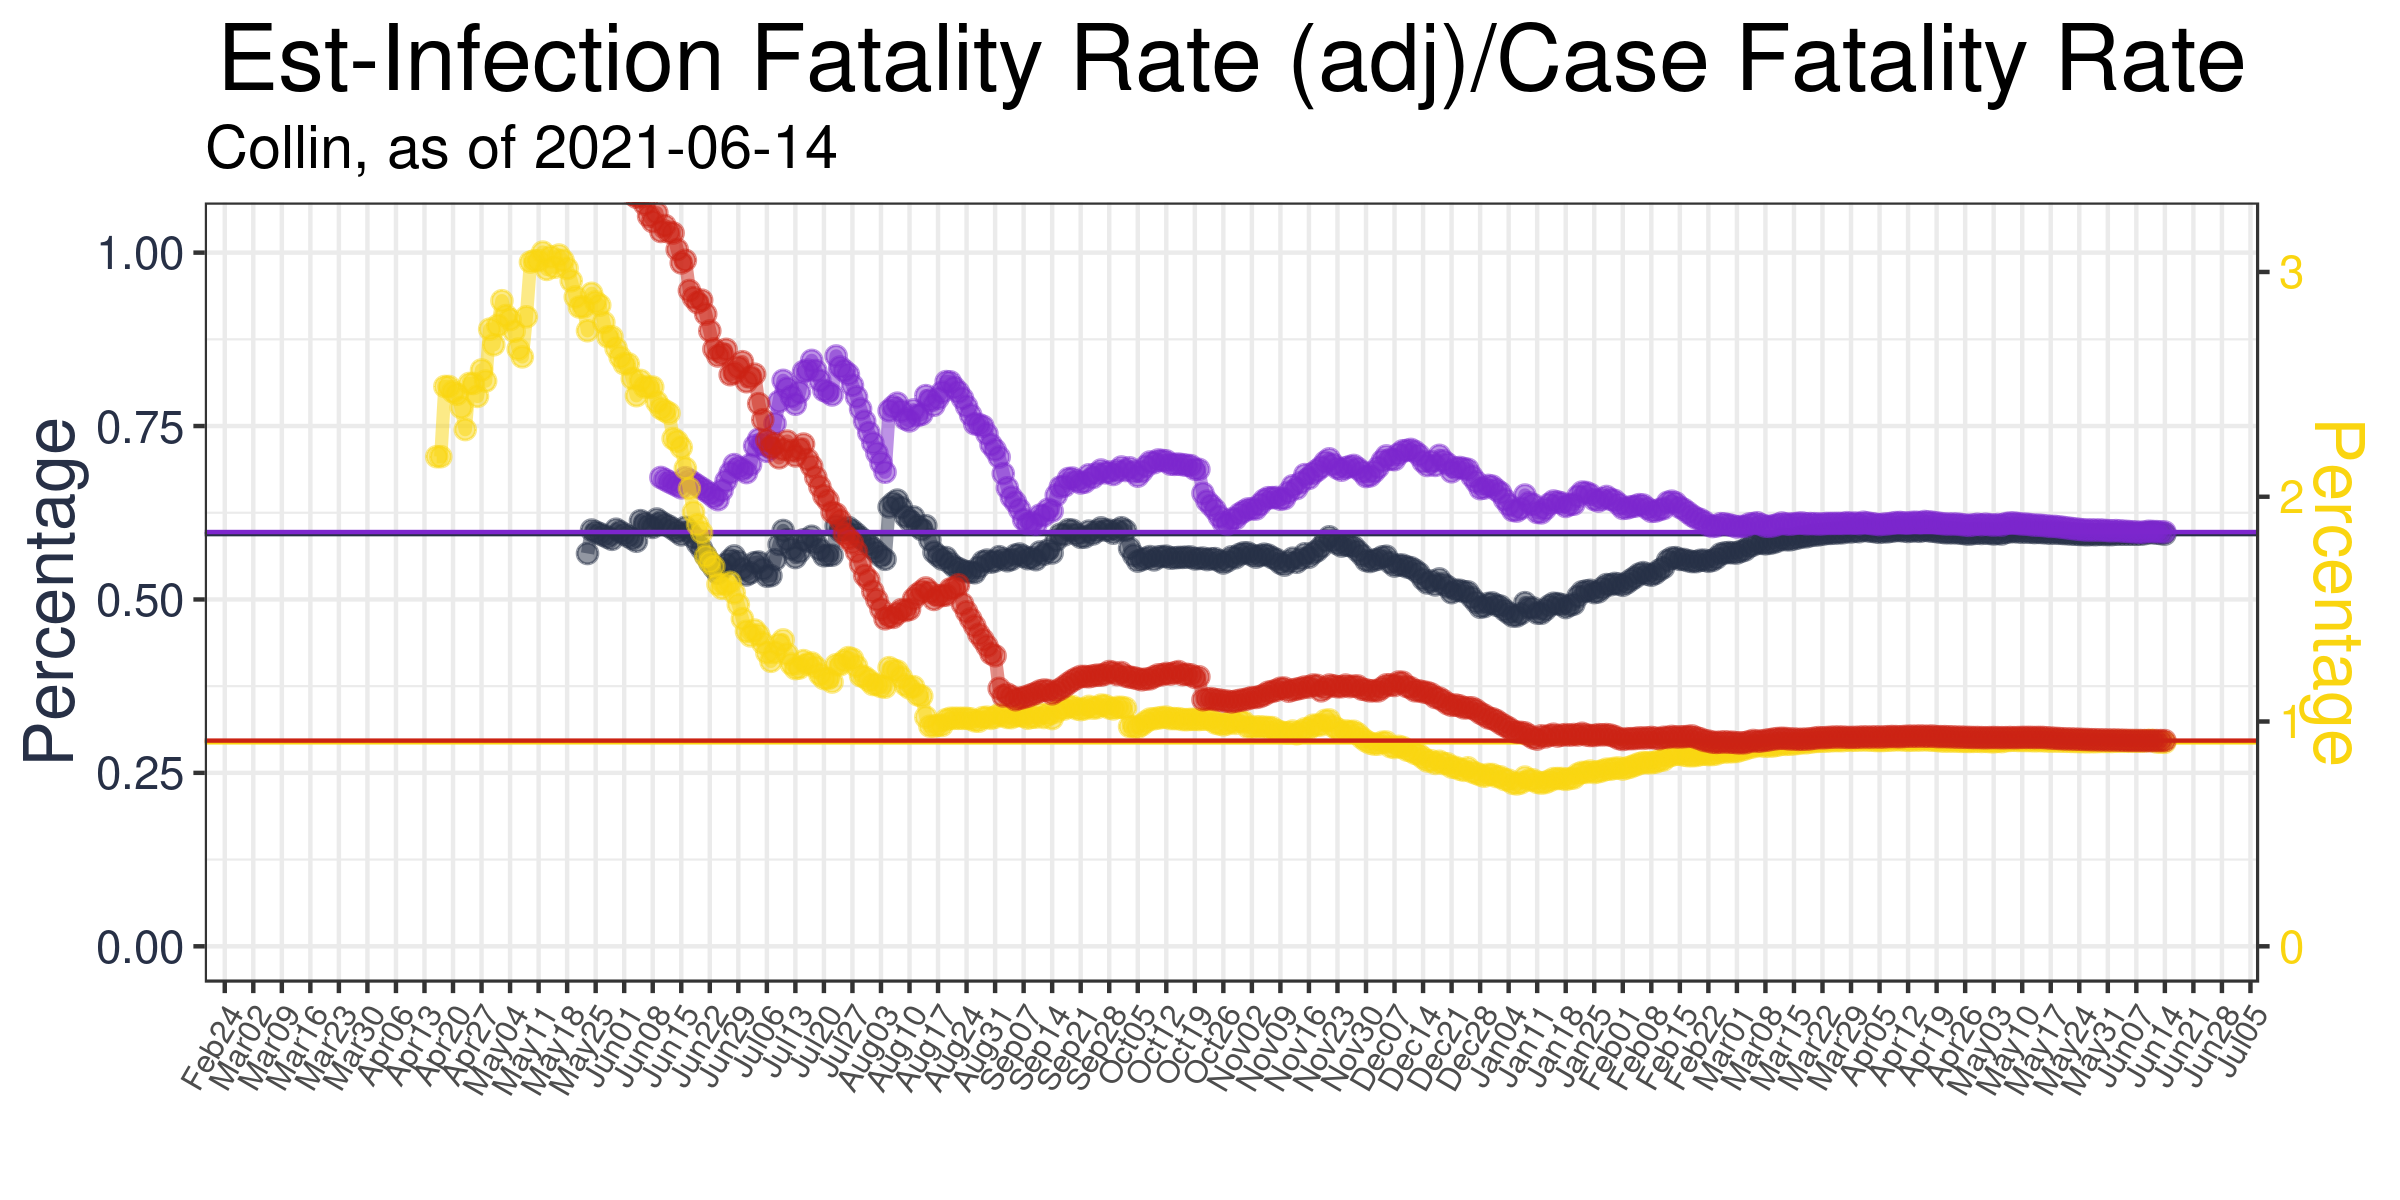 Est-Infection Fatality Rate (adj)/Case Fatality Rate
Collin, as of 2021-06-14
Percentage
1.00
0.75
0.50
0.25
0.00
3
2
1
0
Percentage
Feb24
Mar02
Mar09
Mar16
Mar23
Mar30
Apr06
Apr13
Apr20
Apr27
May04
May11
May18
May25
Jun01
Jun08
Jun15
Jun22
Jun29
Jul06
Jul13
Jul20
Jul27
Aug03
Aug10
Aug17
Aug24
Aug31
Sep07
Sep14
Sep21
Sep28
Oct05
Oct12
Oct19
Oct26
Nov02
Nov09
Nov16
Nov23
Nov30
Dec07
Dec14
Dec21
Dec28
Jan04
Jan11
Jan18
Jan25
Feb01
Feb08
Feb15
Feb22
Mar01
Mar08
Mar15
Mar22
Mar29
Apr05
Apr12
Apr19
Apr26
May03
May10
May17
May24
May31
Jun07
Jun14
Jun21
Jun28
Jul05